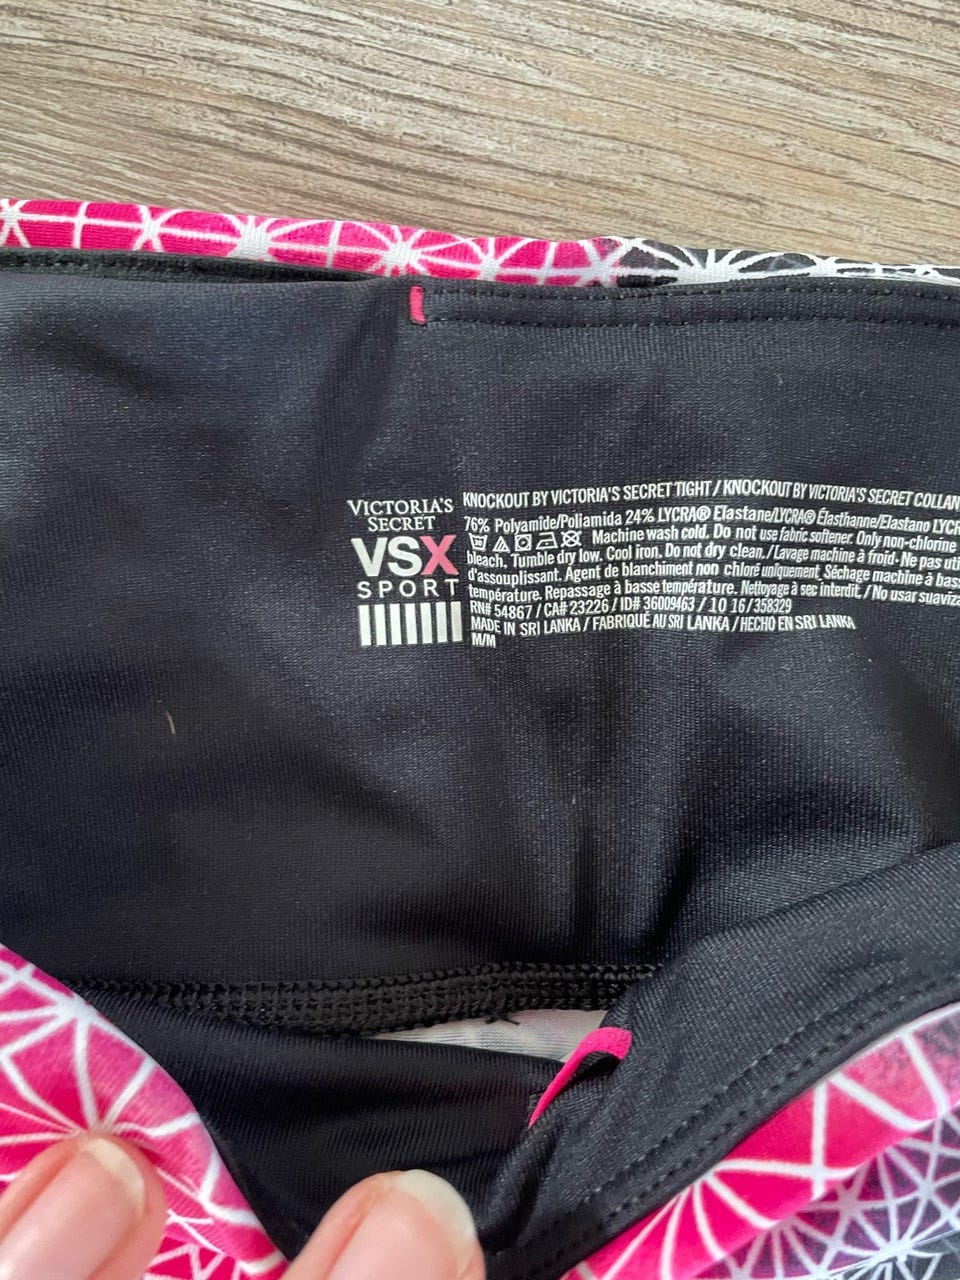 VICTORIA'S
SECRET
VSX
SPORT
KNOCKOUT BY VICTORIA'S SECRET TIGHT / KNOCKOUT BY VICTORIA'S SECRET COLLAN
76% Polyamide/Poliamida 24% LYCRA® Elastane/LYCRA® Élasthanne/Elastano LYCR
30 Machine wash cold. Do not use fabric softener. Only non-chlorine
bleach. Tumble dry low. Cool iron. Do not dry clean. / Lavage machine à froid· Ne pas uti
d'assouplissant. Agent de blanchiment non chloré uniquement. Séchage machine à bas
température. Repassage à basse température. Nettoyage à sec interdit. / No usar suaviza
RN# 54867 / CA# 23226 / ID# 36009463 / 10 16/358329
MADE IN SRI LANKA / FABRIQUÉ AU SRI LANKA / HECHO EN SRI LANKA
M/M